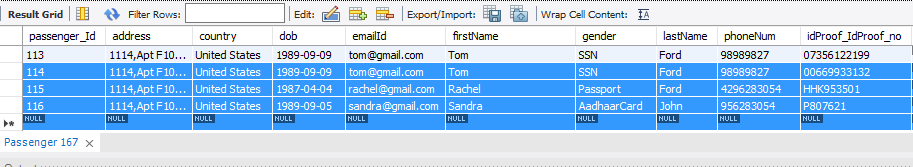 Result Grid Filter Rows: Edit: Export/Import: Wrap Cell Content: IA
passenger_Id address country dob emailId firstName gender lastName phoneNum idProof_IdProof_no
113 1114,Apt F10... United States 1989-09-09 tom@gmail.com Tom SSN Ford 98989827 07356122199
114 1114,Apt F10... United States 1989-09-09 tom@gmail.com Tom SSN Ford 98989827 00669933132
115 1114,Apt F10... United States 1987-04-04 rachel@gmail.com Rachel Passport Ford 4296283054 HHK953501
116 1114,Apt F10... United States 1989-09-05 sandra@gmail.com Sandra AadhaarCard John 956283054 P807621
NULL NULL NULL NULL NULL NULL NULL NULL NULL NULL
Passenger 167